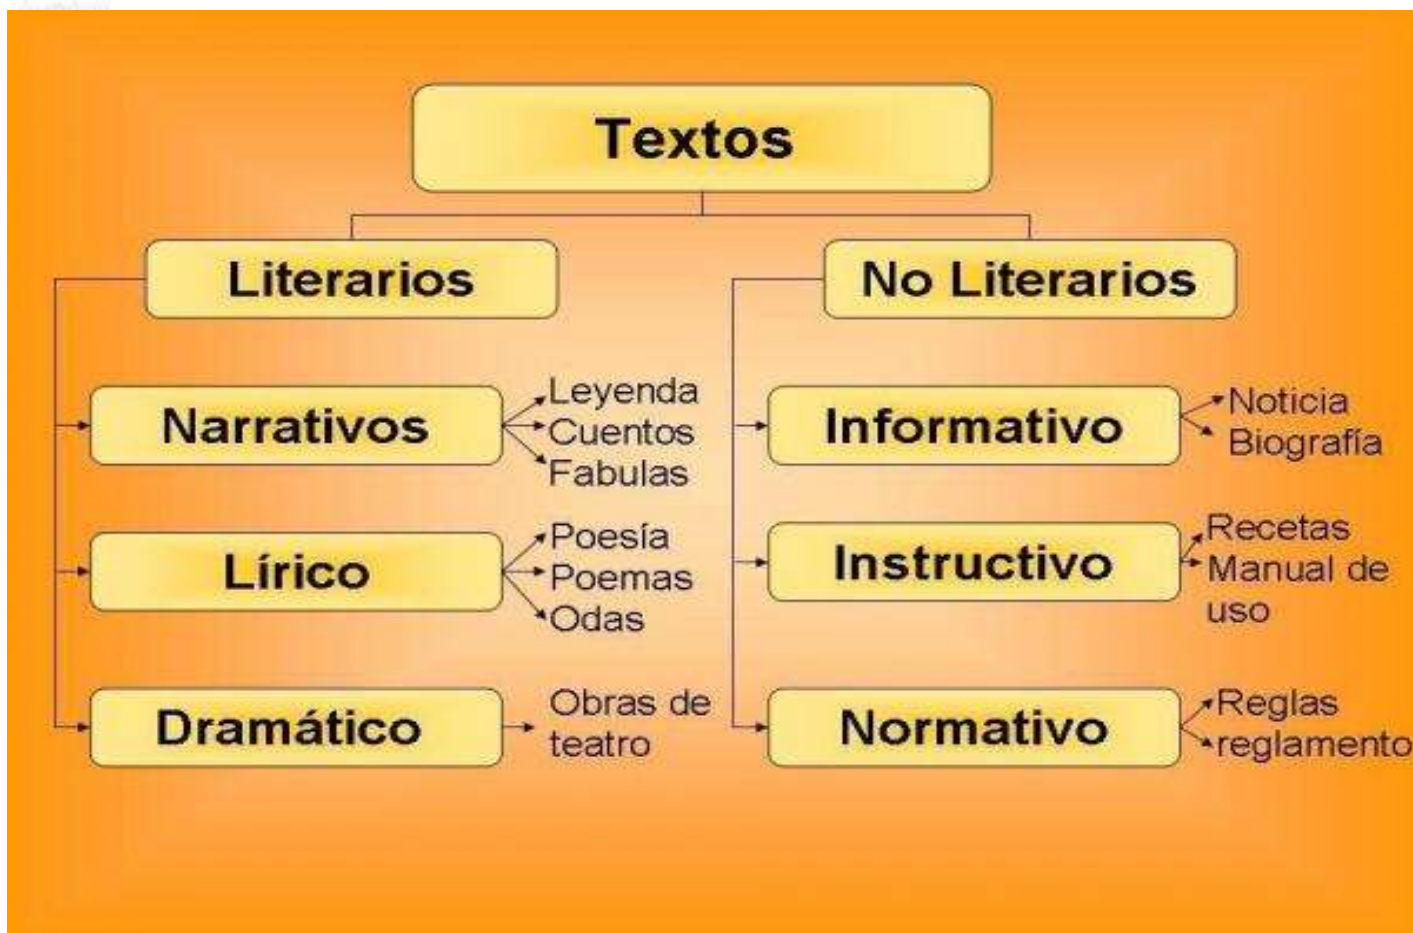 Textos
Literarios
Narrativos
Leyenda
Cuentos
Fabulas
Lírico
Poesía
Poemas
Odas
Dramático
Obras de
teatro
No Literarios
Informativo
Noticia
Biografía
Instructivo
Recetas
Manual de
uso
Normativo
Reglas
reglamento